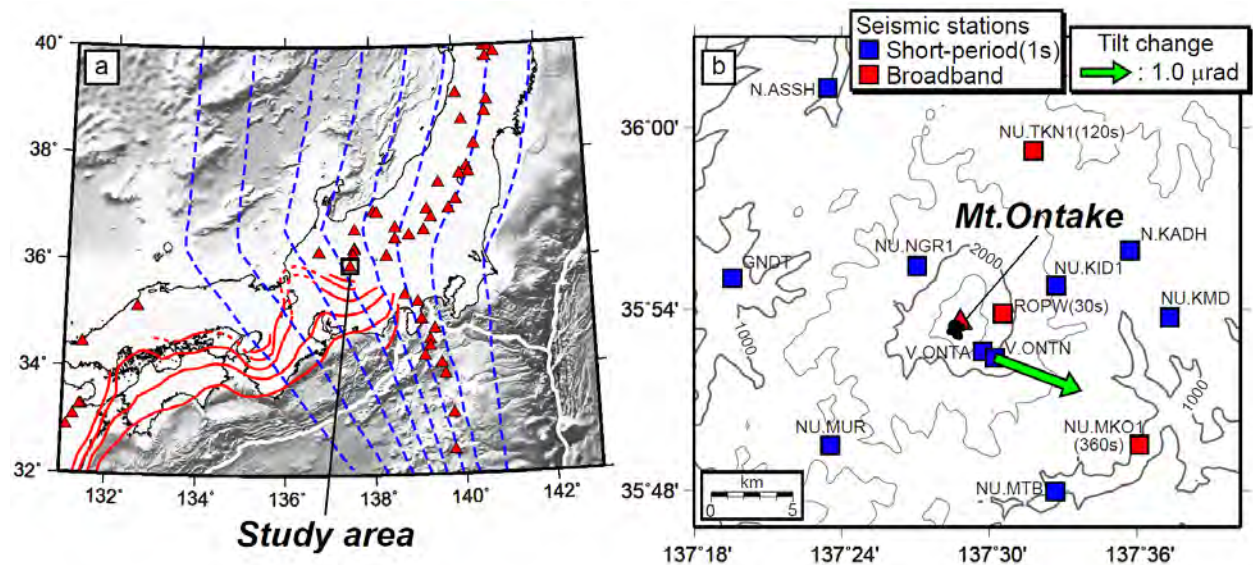 a
40˚
38˚
36˚
34˚
32˚
132˚
134˚
136˚
138˚
140˚
142˚
Study area
b
Seismic stations
Short-period(1s)
Broadband
Tilt change
: 1.0 μrad
N.ASSH
NU.TKN1(120s)
Mt.Ontake
NU.NGR1
2000
N.KADH
GNDT
NU.KID1
ROPW(30s)
NU.KMD
1000
V.ONTA
V.ONTN
1000
NU.MUR
NU.MKO1
(360s)
NU.MTB
km
0
5
36˚00'
35˚54'
35˚48'
137˚18'
137˚24'
137˚30'
137˚36'